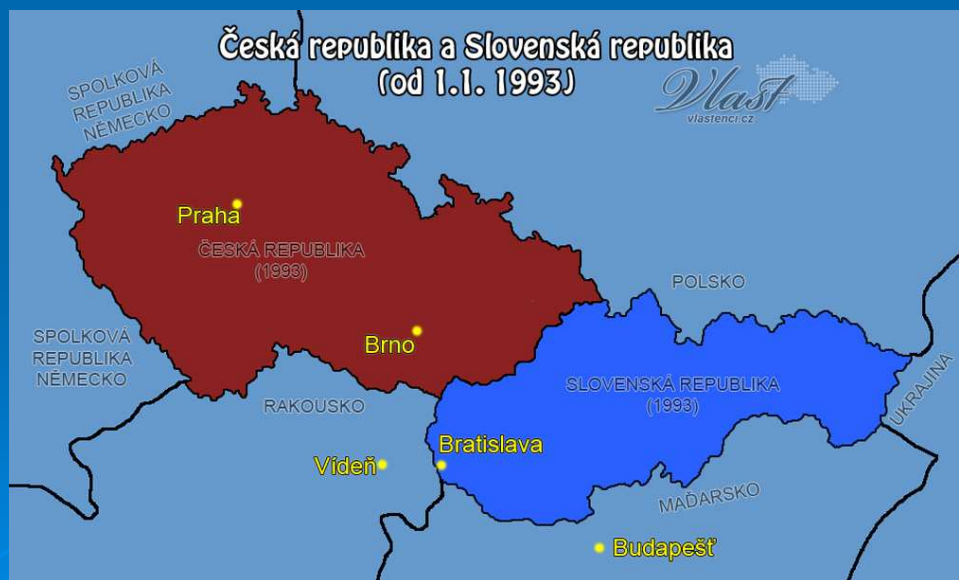 Česká republika a Slovenská republika
(od 1.1. 1993)
Vlast
vlastenci.cz
SPOLKOVÁ
REPUBLIKA
NĚMECKO
Praha
ČESKÁ REPUBLIKA
(1993)
POLSKO
SPOLKOVÁ
REPUBLIKA
NĚMECKO
Brno
UKRAJINA
SLOVENSKÁ REPUBLIKA
(1993)
RAKOUSKO
Vídeň
Bratislava
MAĎARSKO
Budapešť